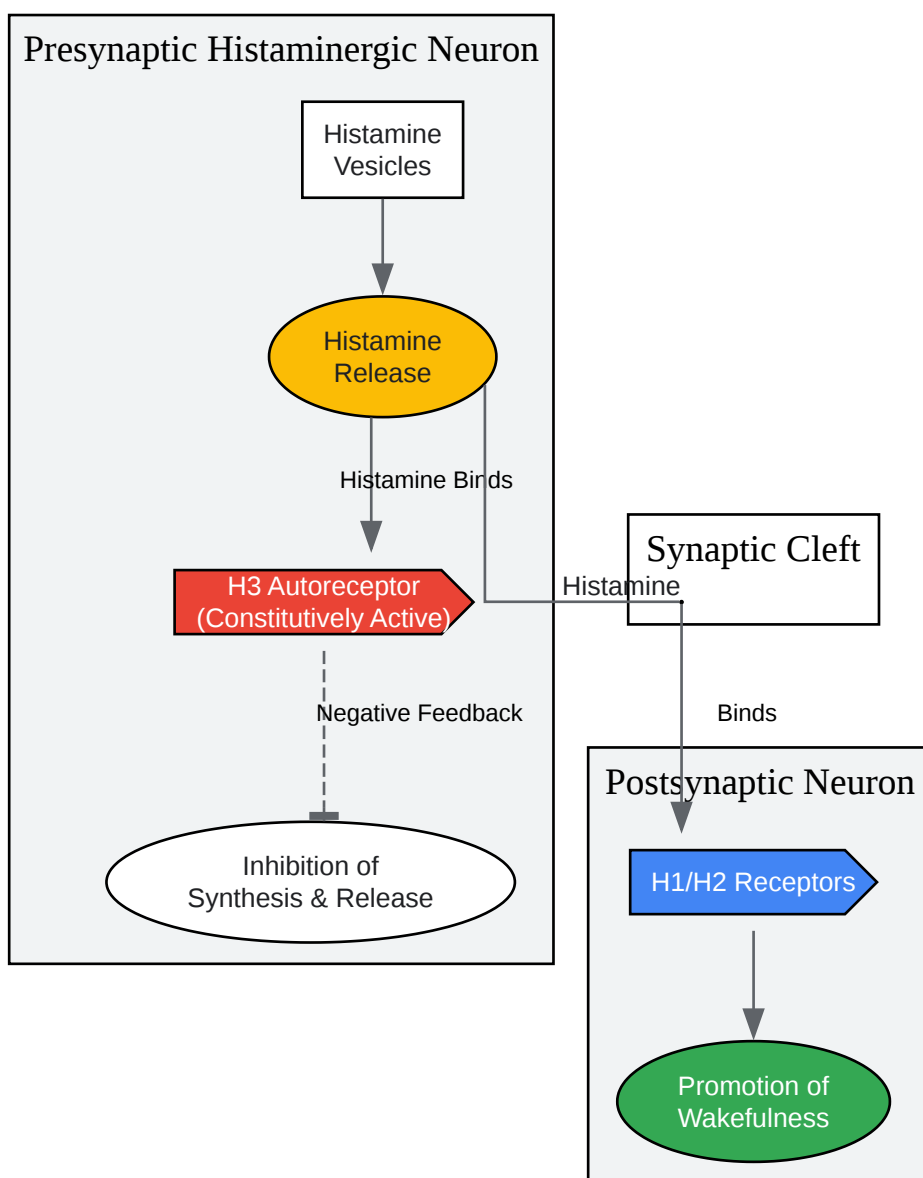 Presynaptic Histaminergic Neuron
Histamine
Vesicles
Histamine
Release
Histamine Binds
H3 Autoreceptor
(Constitutively Active)
Negative Feedback
Inhibition of
Synthesis & Release
Synaptic Cleft
Histamine
Binds
Postsynaptic Neuron
H1/H2 Receptors
Promotion of
Wakefulness